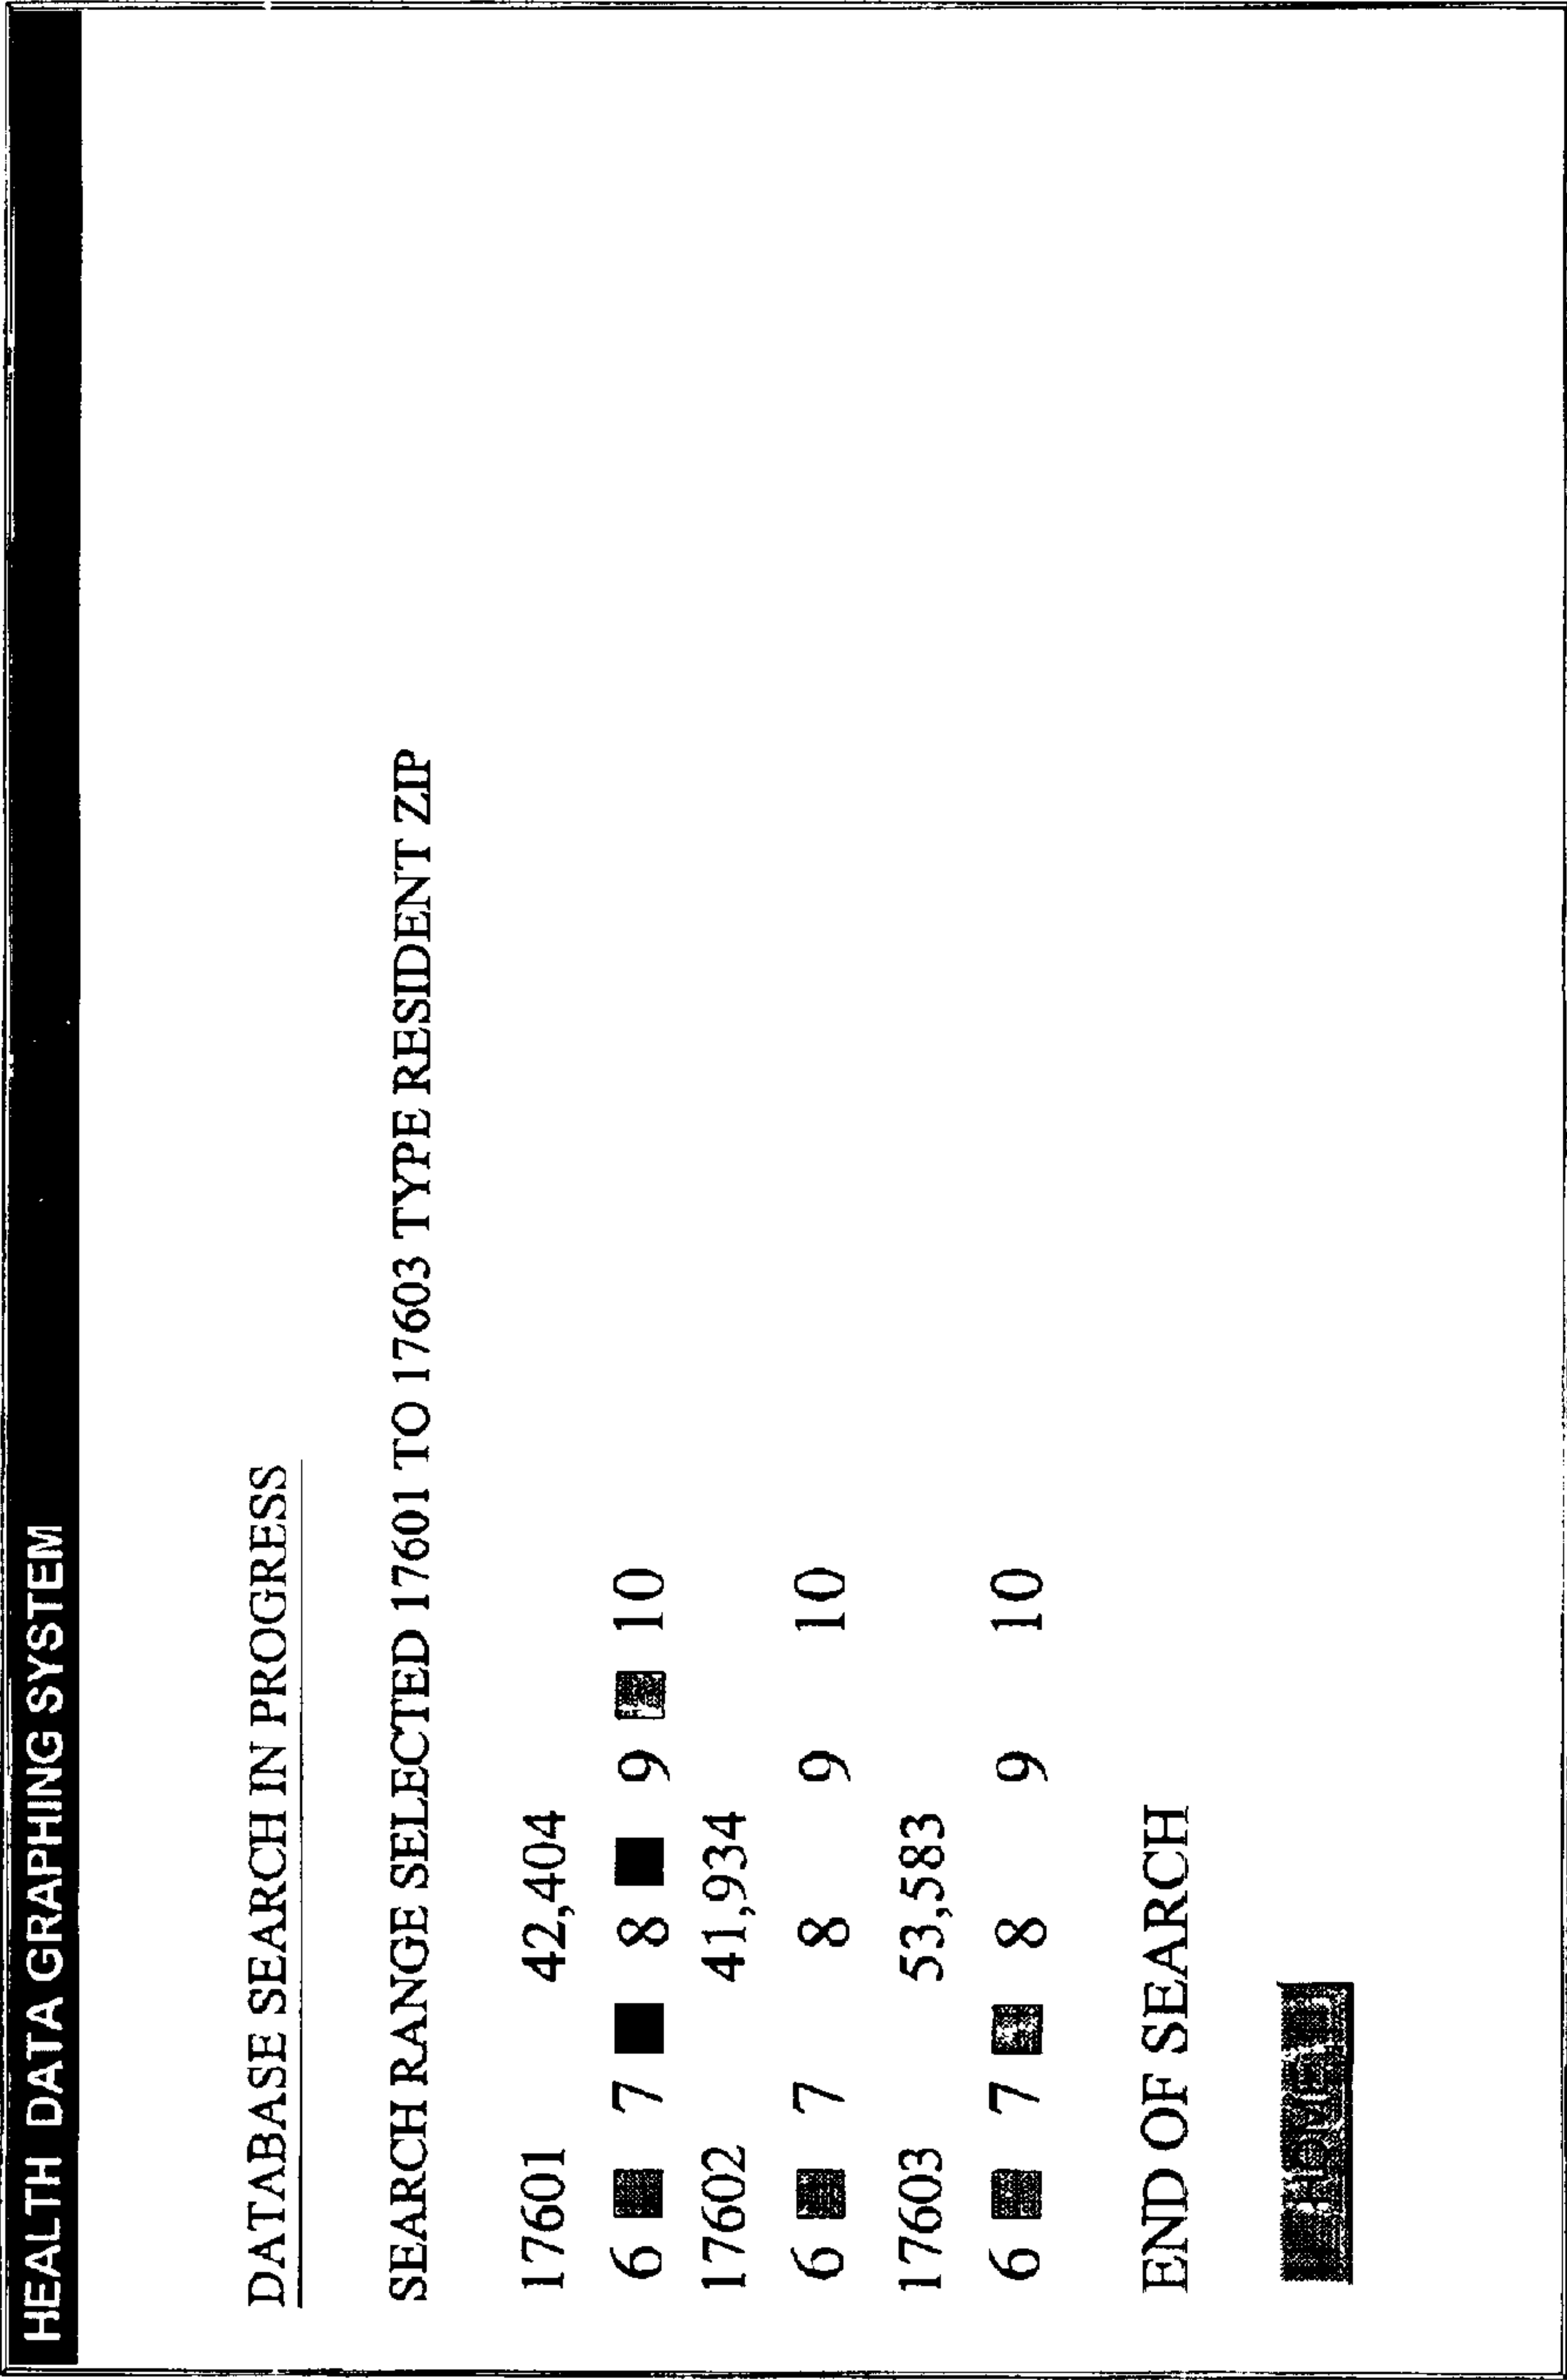 HEALTH DATA GRAPHING SYSTEM
DATABASE SEARCH IN PROGRESS
SEARCH RANGE SELECTED 17601 TO 17603 TYPE RESIDENT ZIP
17601 42,404
6 7 8 9 10
17602 41,934
6 7 8 9 10
17603 53,583
6 7 8 9 10
END OF SEARCH
HOME